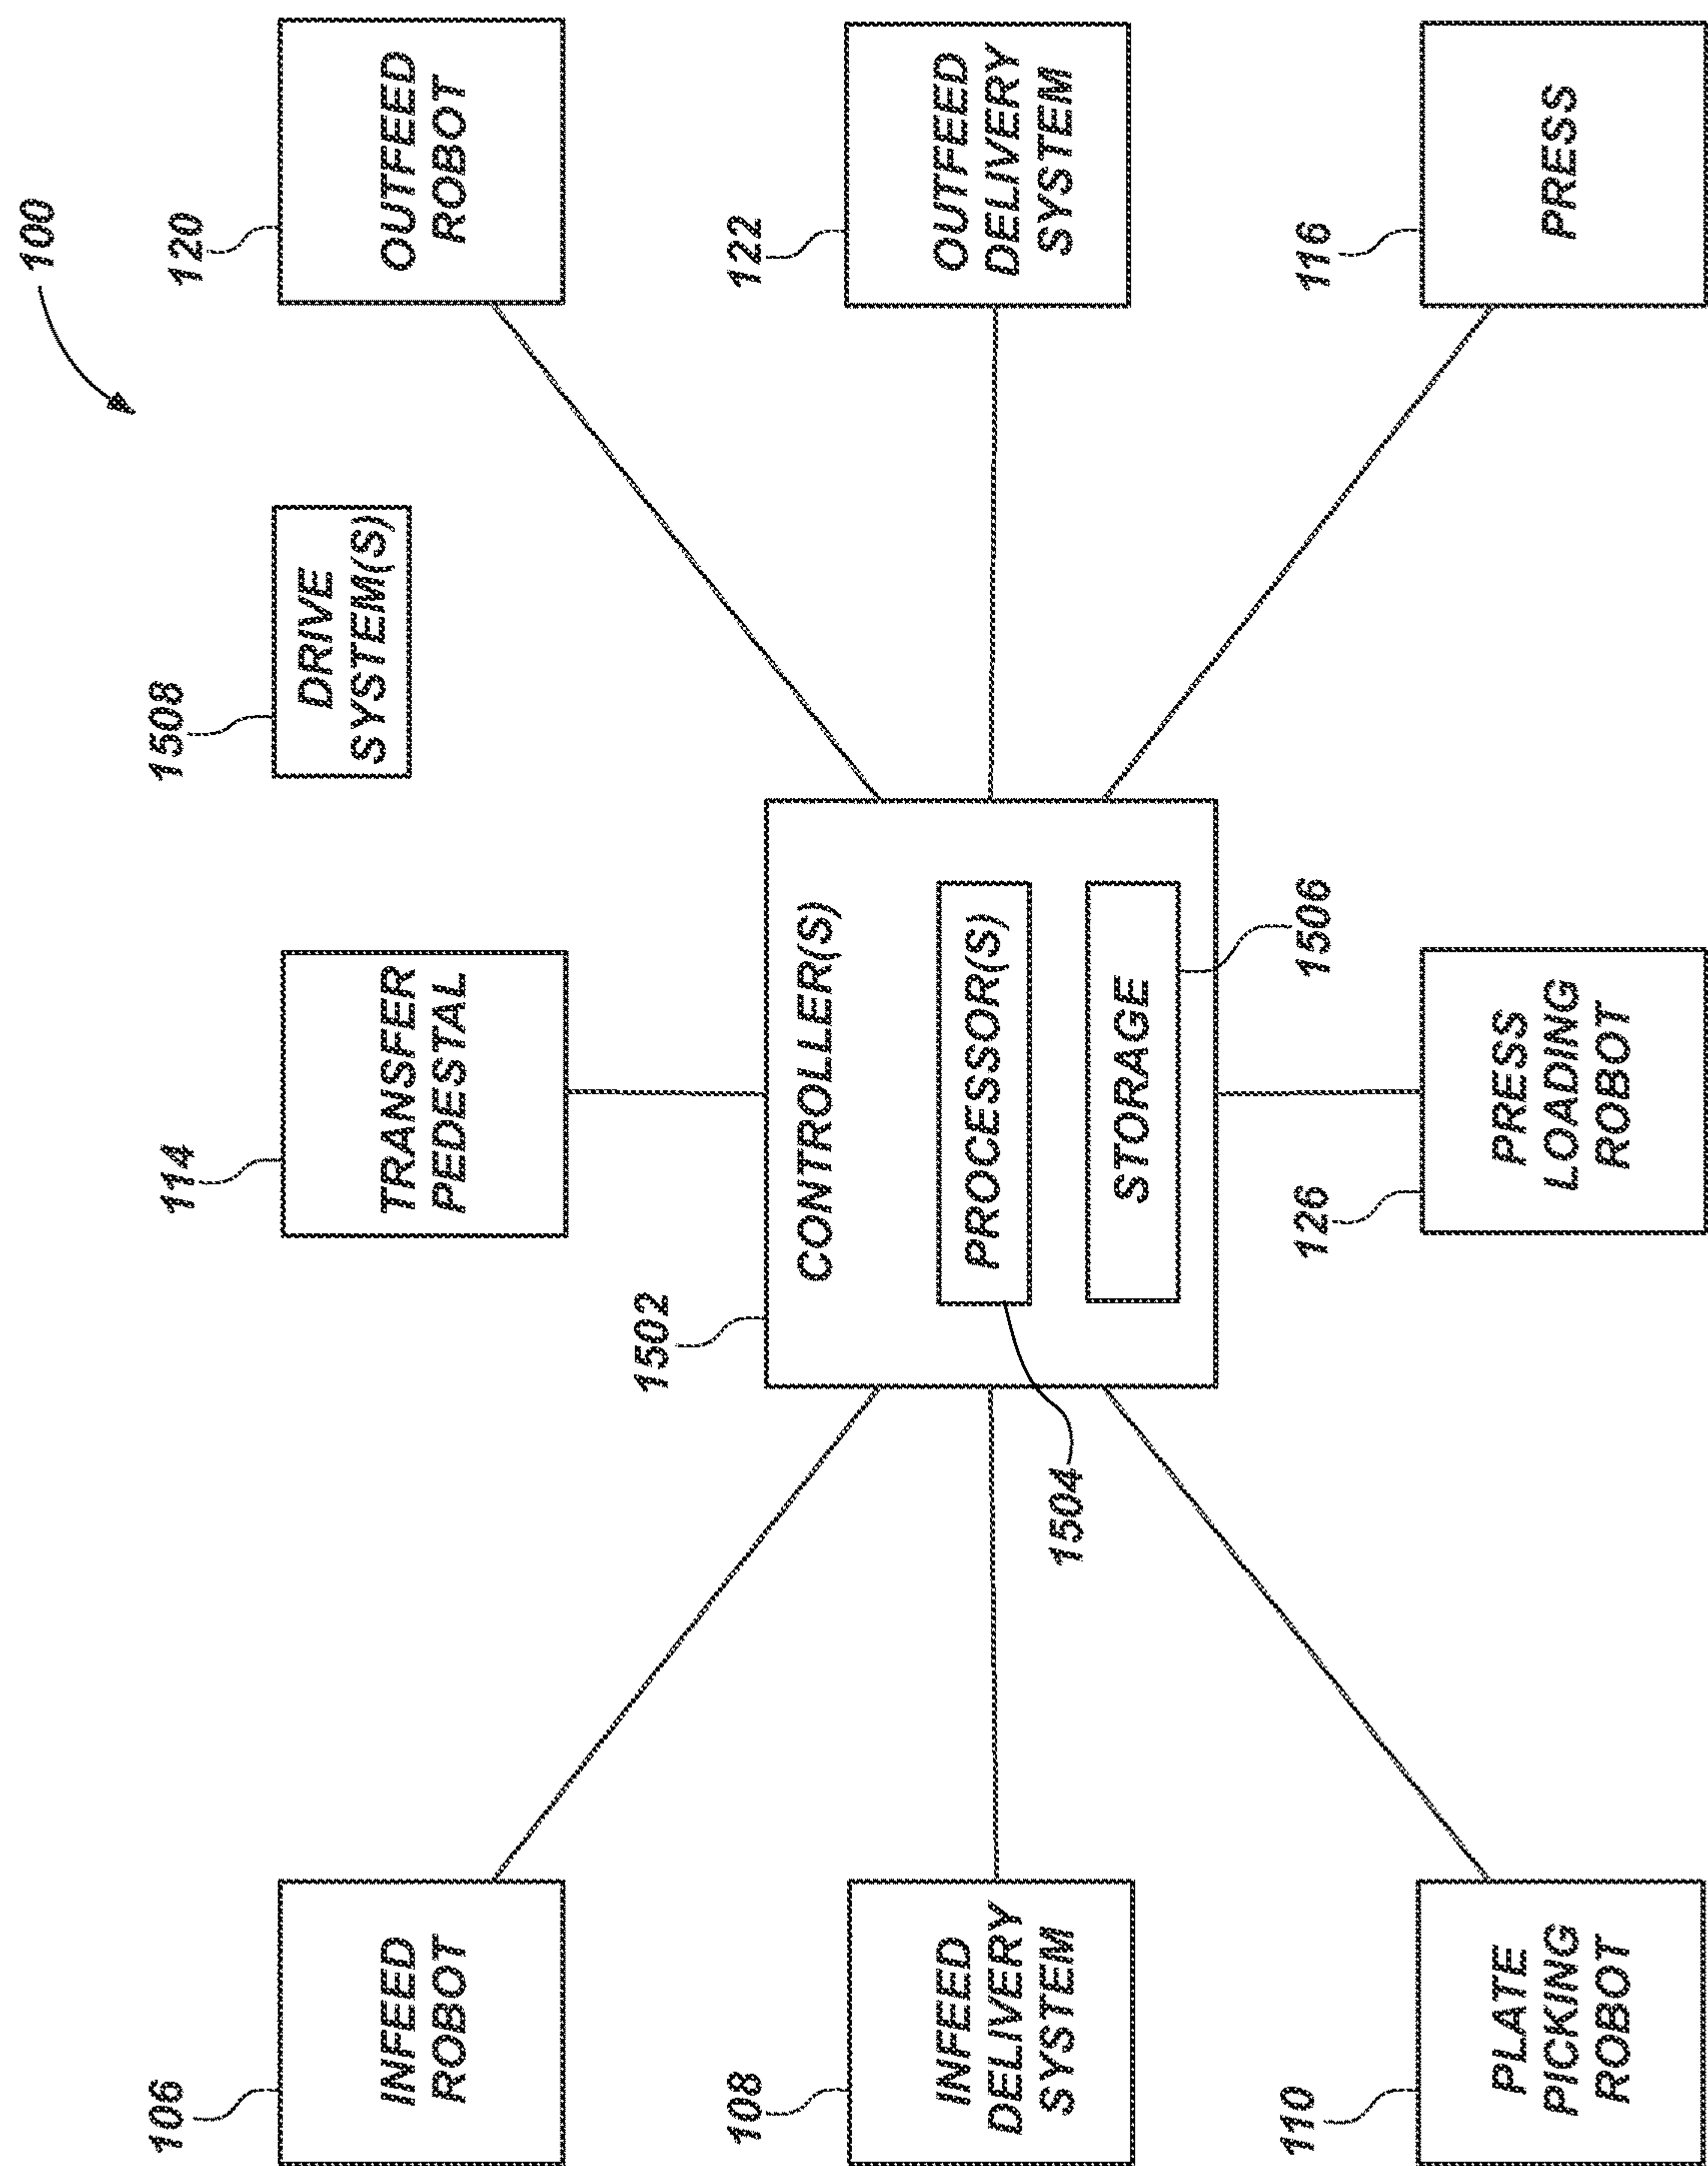 100
106
INFEED
ROBOT
114
TRANSFER
PEDESTAL
1508
DRIVE
SYSTEM(S)
120
OUTFEED
ROBOT
108
INFEED
DELIVERY
SYSTEM
1502
CONTROLLER(S)
PROCESSOR(S)
1504
STORAGE
1506
122
OUTFEED
DELIVERY
SYSTEM
110
PLATE
PICKING
ROBOT
126
PRESS
LOADING
ROBOT
116
PRESS